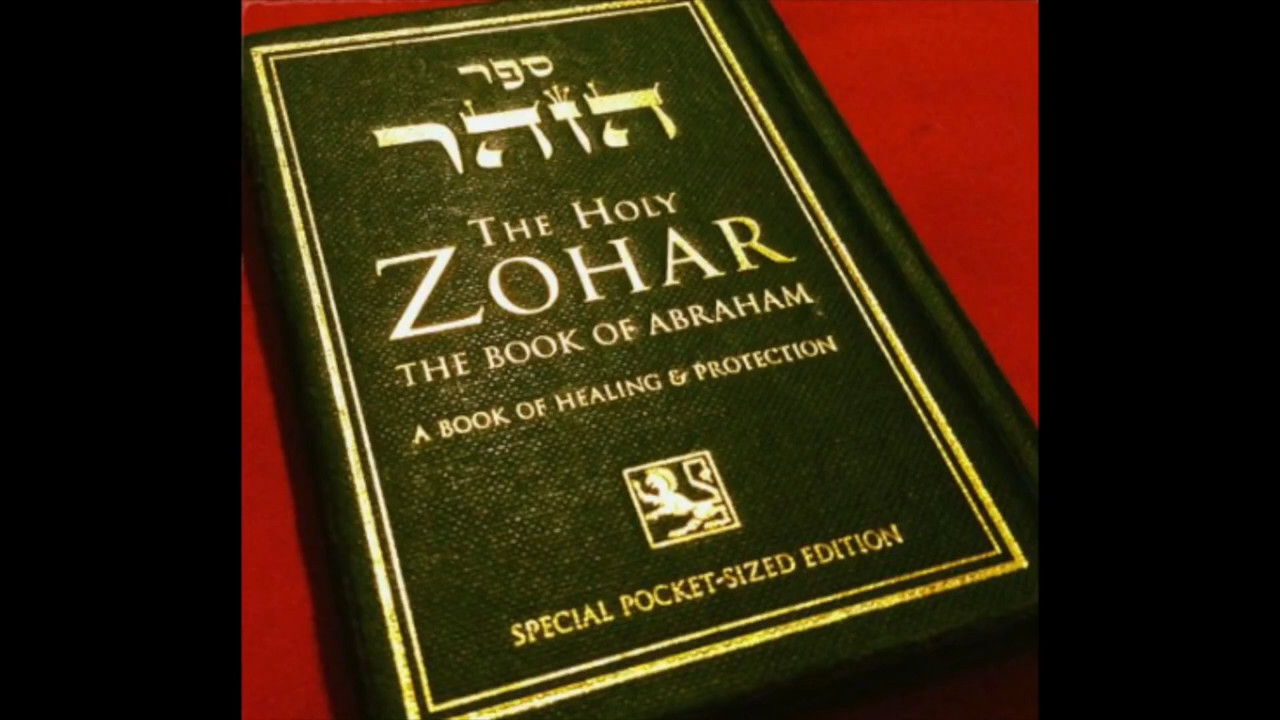 ספר
הזהר
THE HOLY
ZOHAR
THE BOOK OF ABRAHAM
A BOOK OF HEALING & PROTECTION
SPECIAL POCKET-SIZED EDITION